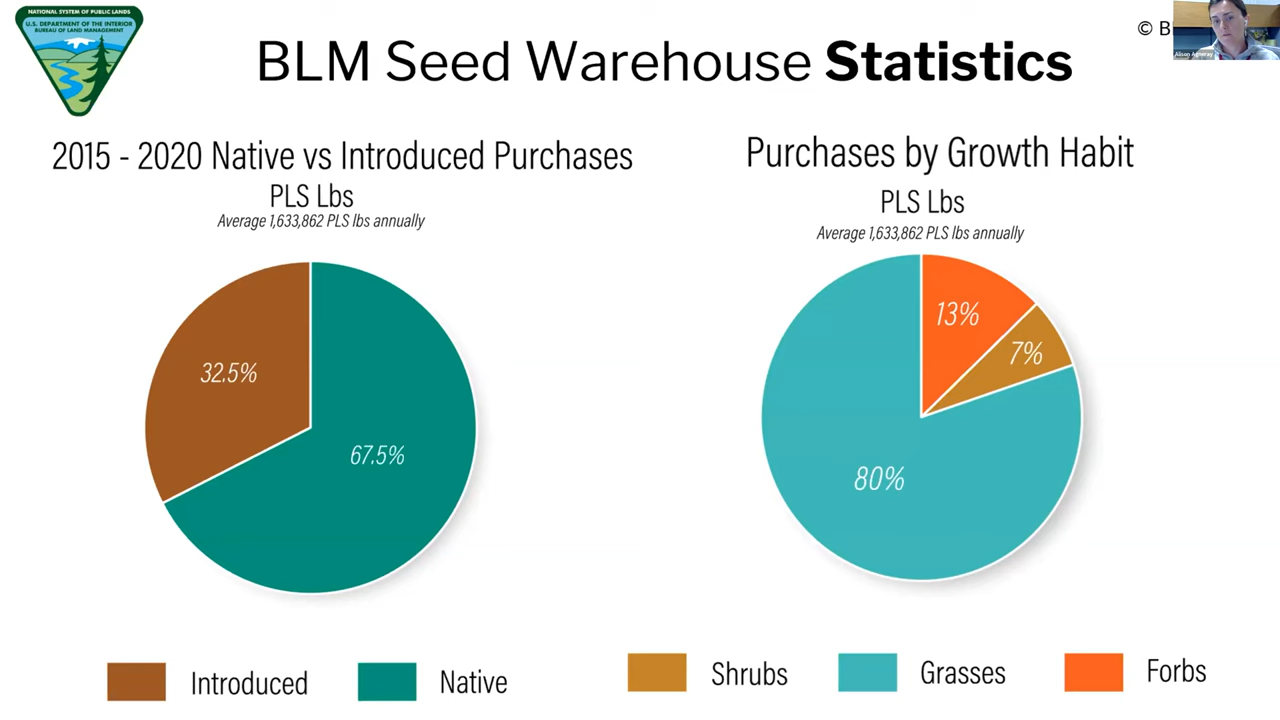 NATIONAL SYSTEM OF PUBLIC LANDS
U.S. DEPARTMENT OF THE INTERIOR
BUREAU OF LAND MANAGEMENT
BLM Seed Warehouse Statistics
© B
Alison Agneray
2015 - 2020 Native vs Introduced Purchases
PLS Lbs
Average 1,633,862 PLS lbs annually
32.5%
67.5%
Introduced
Native
Purchases by Growth Habit
PLS Lbs
Average 1,633,862 PLS lbs annually
13%
7%
80%
Shrubs
Grasses
Forbs